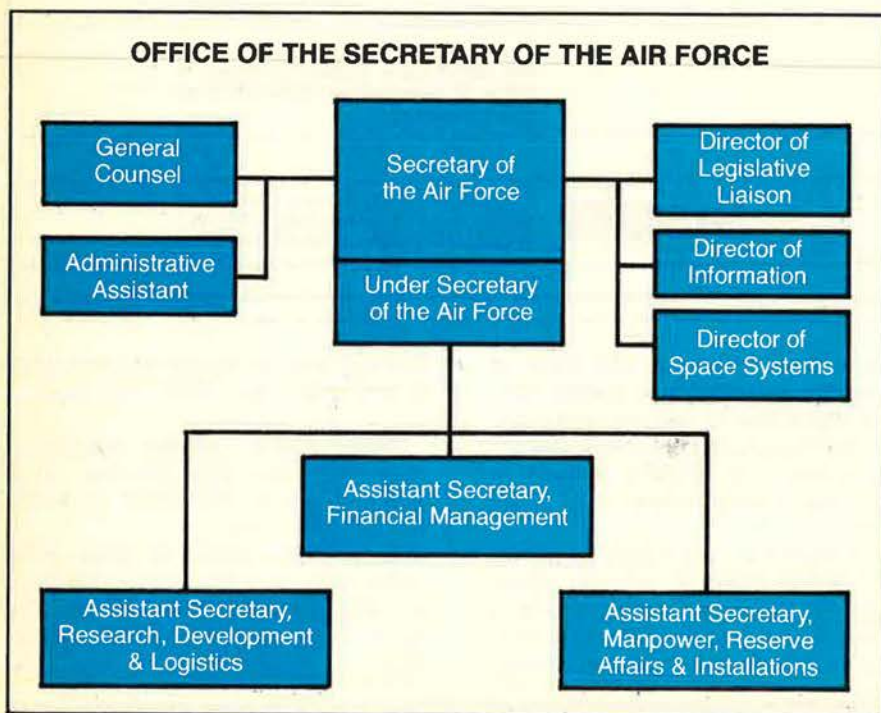 OFFICE OF THE SECRETARY OF THE AIR FORCE
General
Counsel
Administrative
Assistant
Secretary of
the Air Force
Under Secretary
of the Air Force
Director of
Legislative
Liaison
Director of
Information
Director of
Space Systems
Assistant Secretary,
Financial Management
Assistant Secretary,
Research, Development
& Logistics
Assistant Secretary,
Manpower, Reserve
Affairs & Installations